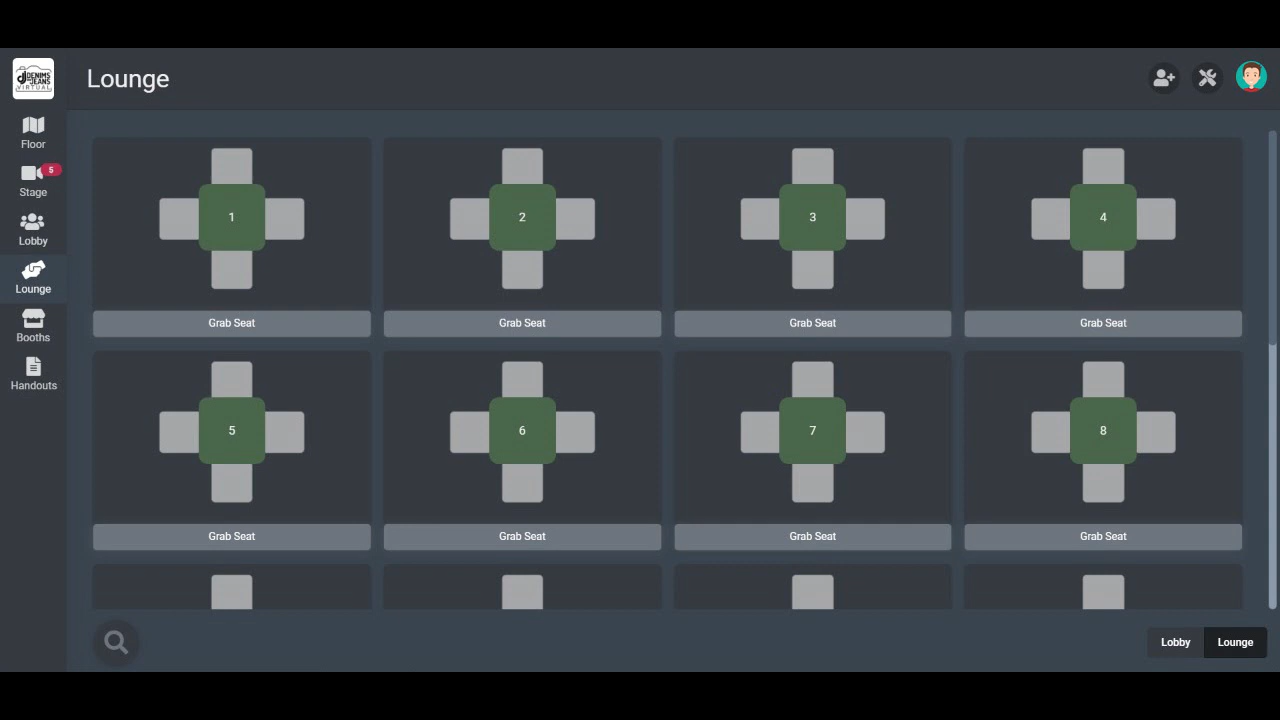 DENIMS
JEANS
VIRTUAL
Lounge
Floor
5
Stage
Lobby
Lounge
Booths
Handouts
1
2
3
4
Grab Seat
Grab Seat
Grab Seat
Grab Seat
5
6
7
8
Grab Seat
Grab Seat
Grab Seat
Grab Seat
Lobby
Lounge